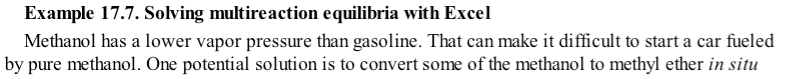 Example 17.7. Solving multireaction equilibria with Excel
Methanol has a lower vapor pressure than gasoline. That can make it difficult to start a car fueled
by pure methanol. One potential solution is to convert some of the methanol to methyl ether in situ